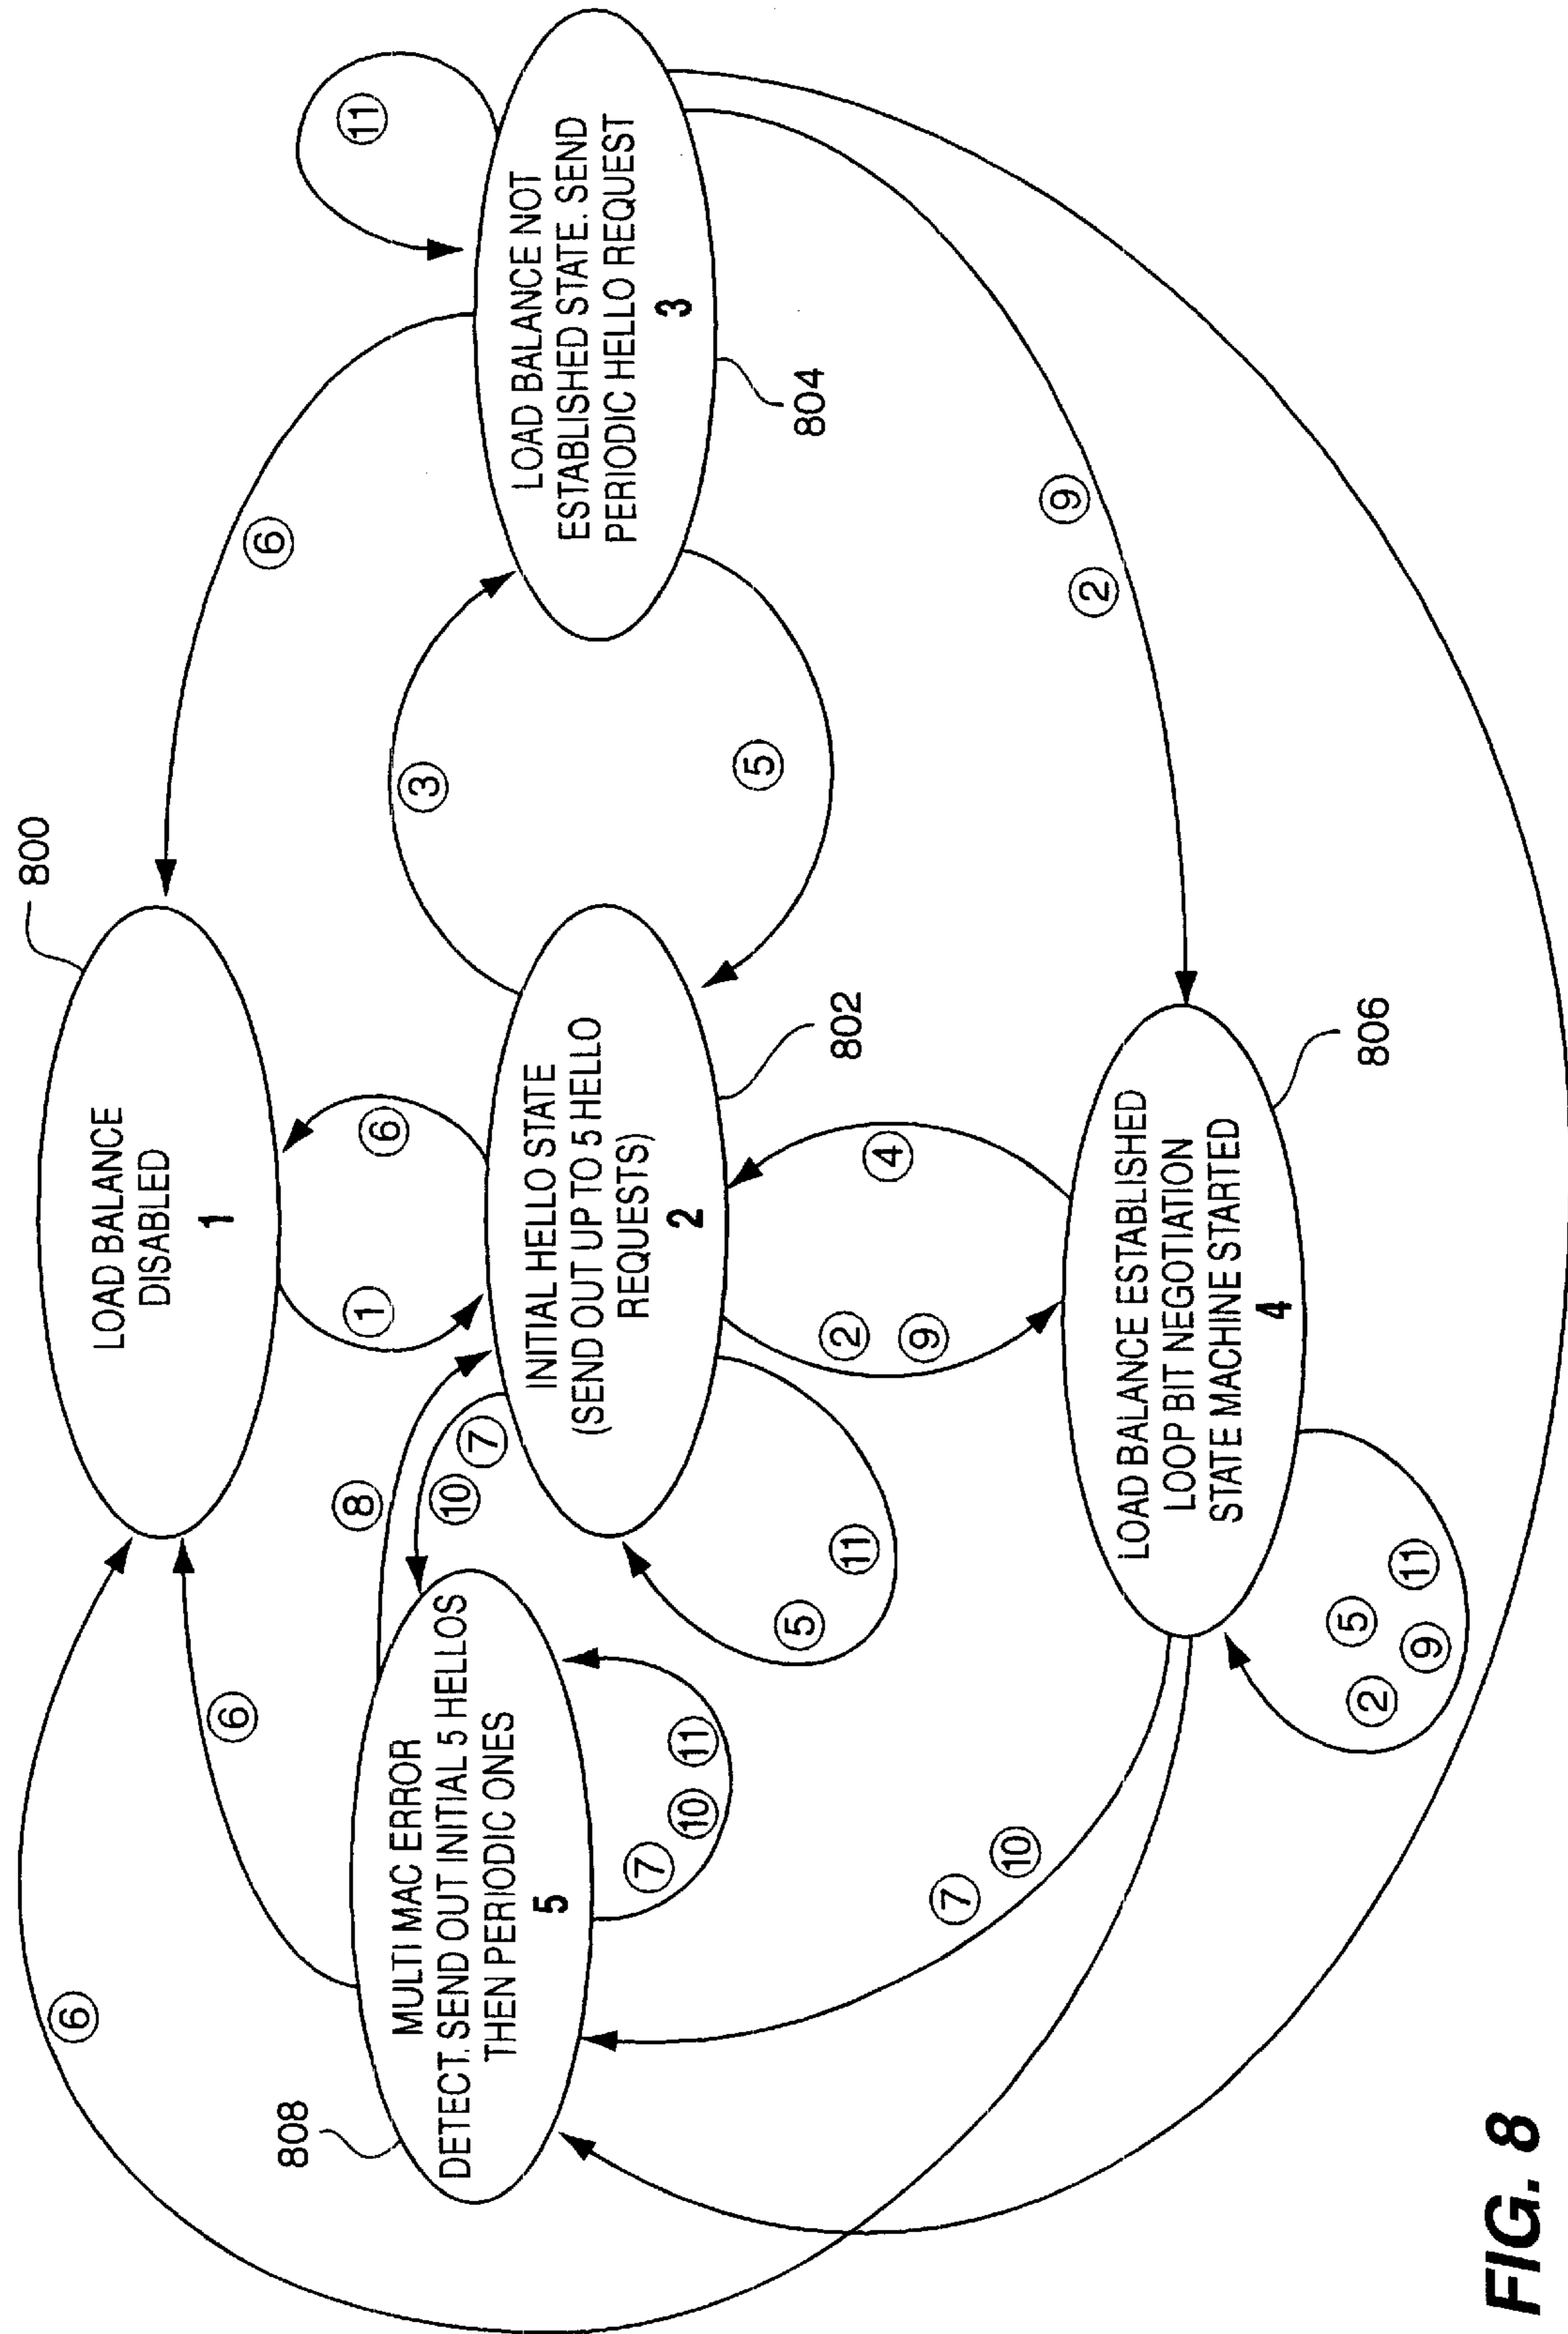 800
LOAD BALANCE
DISABLED
1
6
6
8
1
6
6
11
MULTI MAC ERROR
DETECT. SEND OUT INITIAL 5 HELLOS
THEN PERIODIC ONES
5
808
10
7
7
10
11
INITIAL HELLO STATE
(SEND OUT UP TO 5 HELLO
REQUESTS)
2
802
3
5
LOAD BALANCE NOT
ESTABLISHED STATE. SEND
PERIODIC HELLO REQUEST
3
804
5
11
2
9
4
2
9
7
10
LOAD BALANCE ESTABLISHED
LOOP BIT NEGOTIATION
STATE MACHINE STARTED
4
806
2
5
9
11
FIG. 8